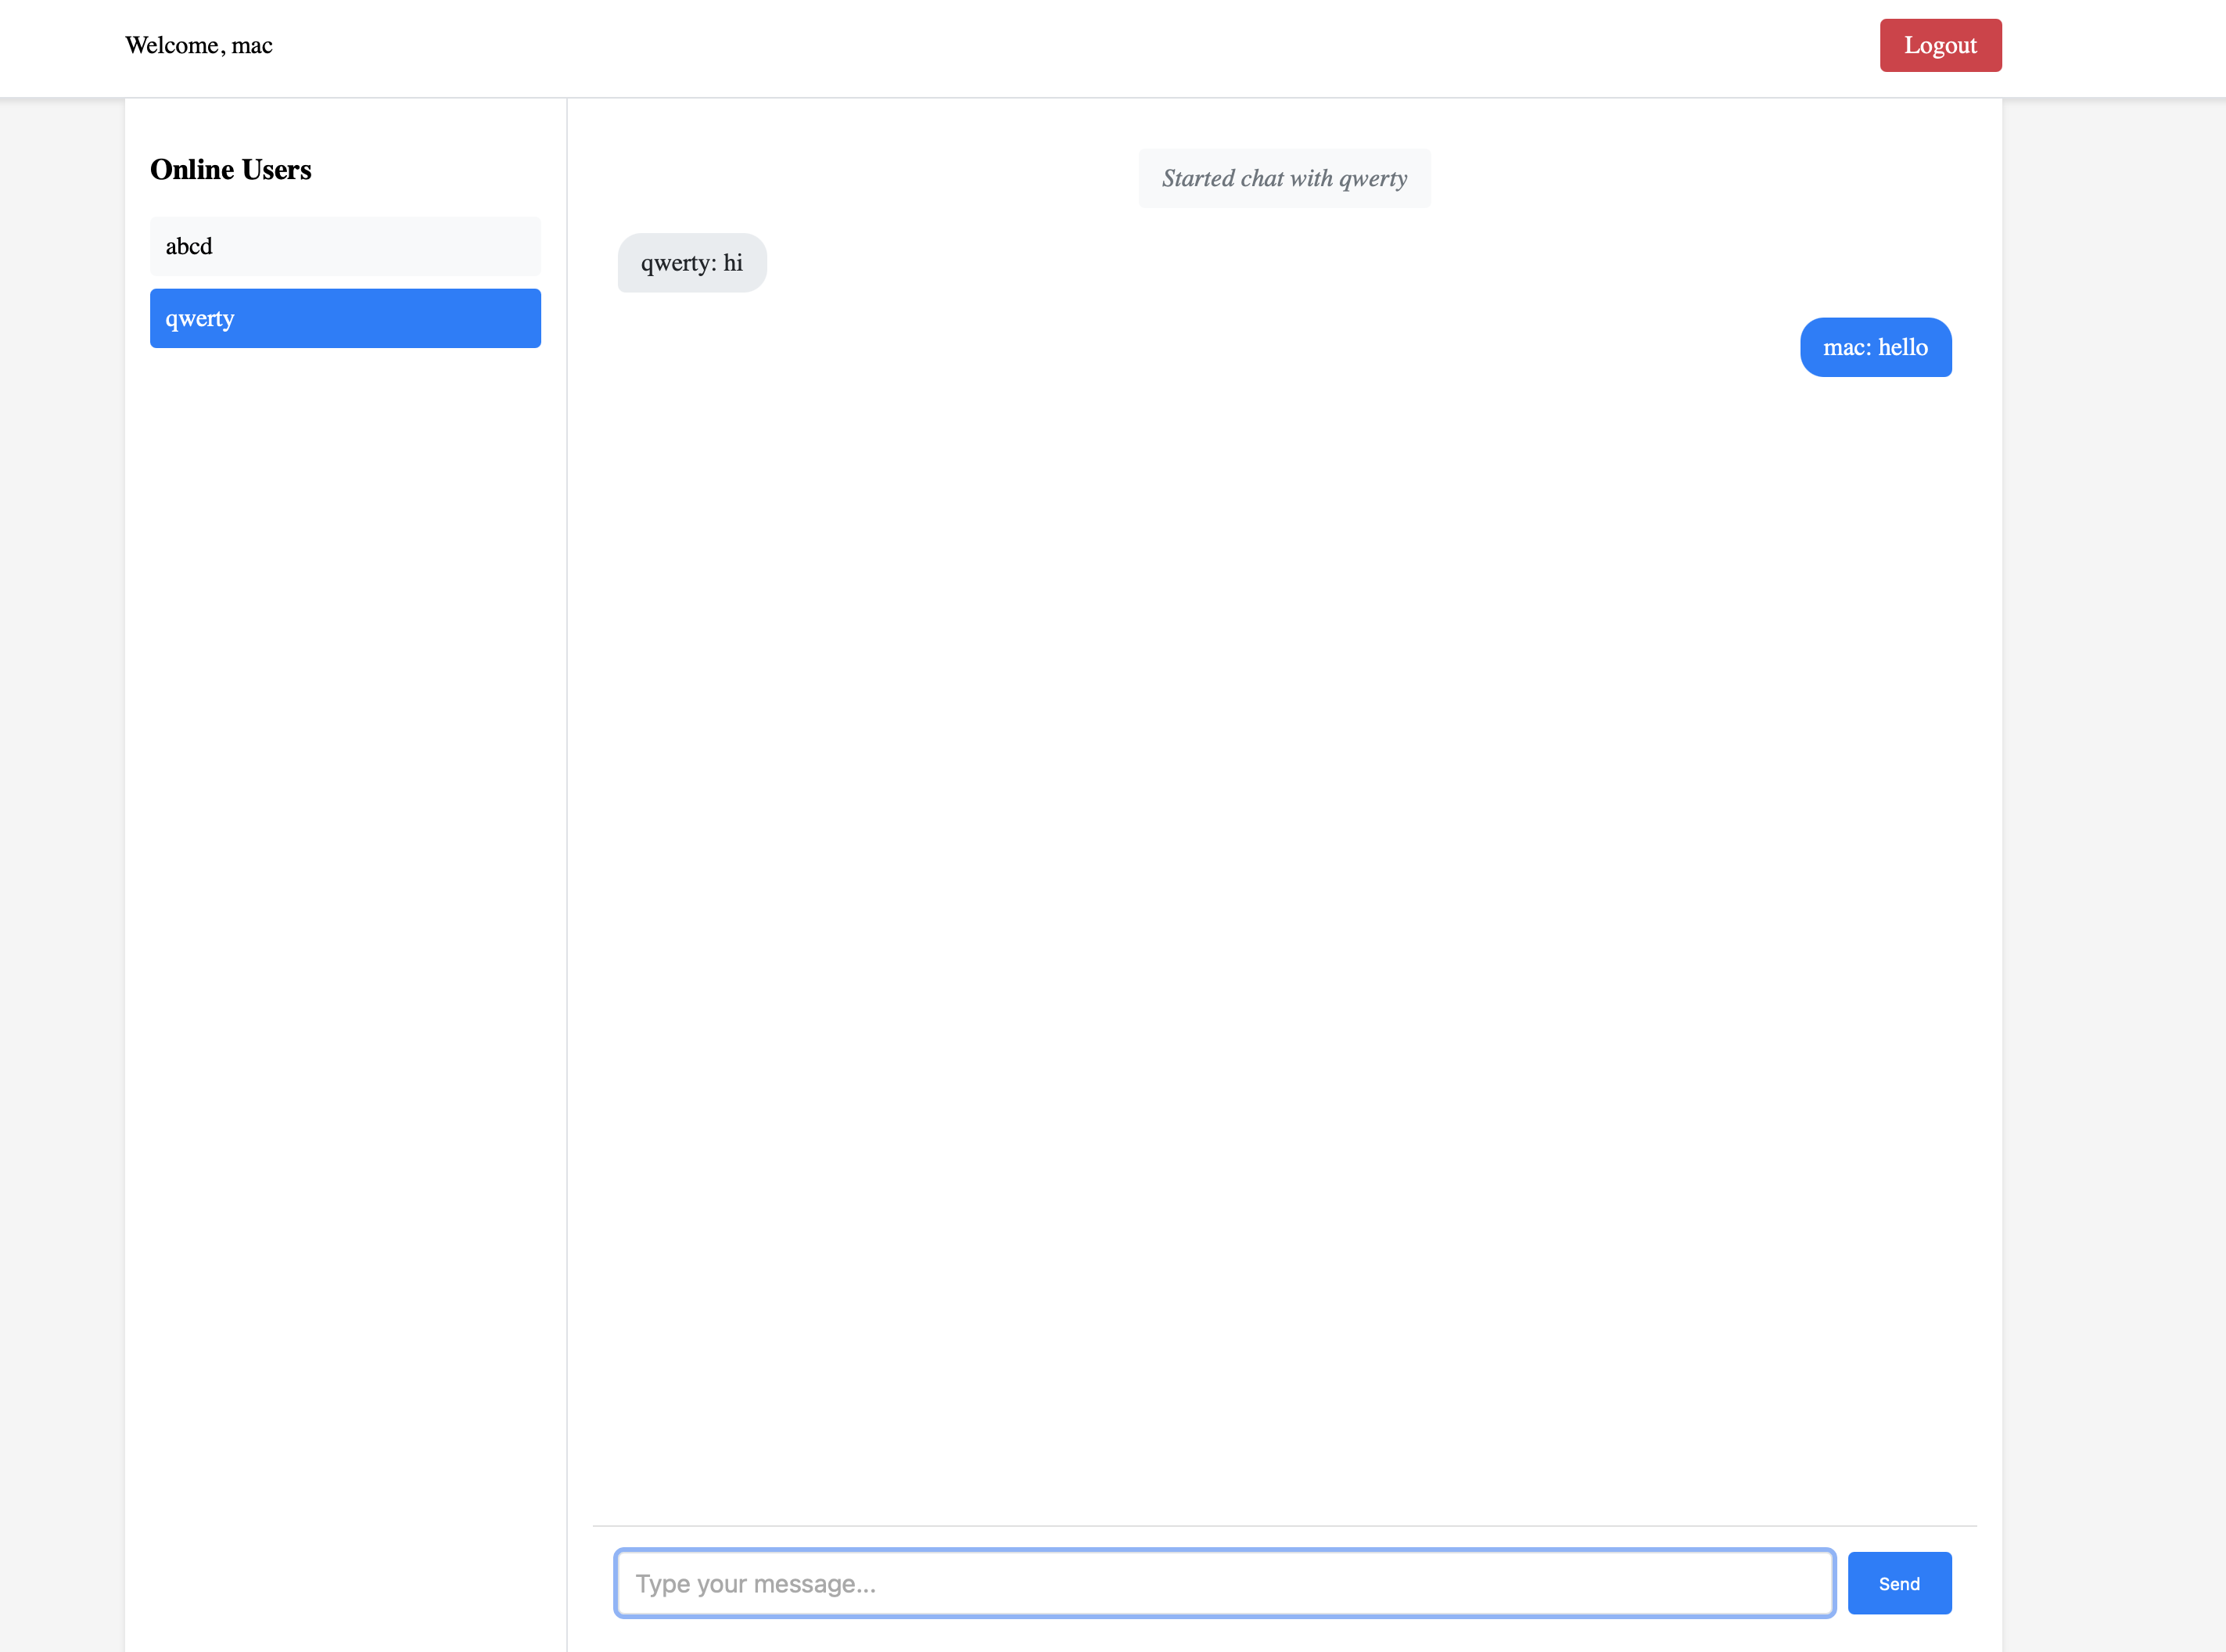 Welcome, mac
Logout
Online Users
abcd
qwerty
Started chat with qwerty
qwerty: hi
mac: hello
Type your message...
Send